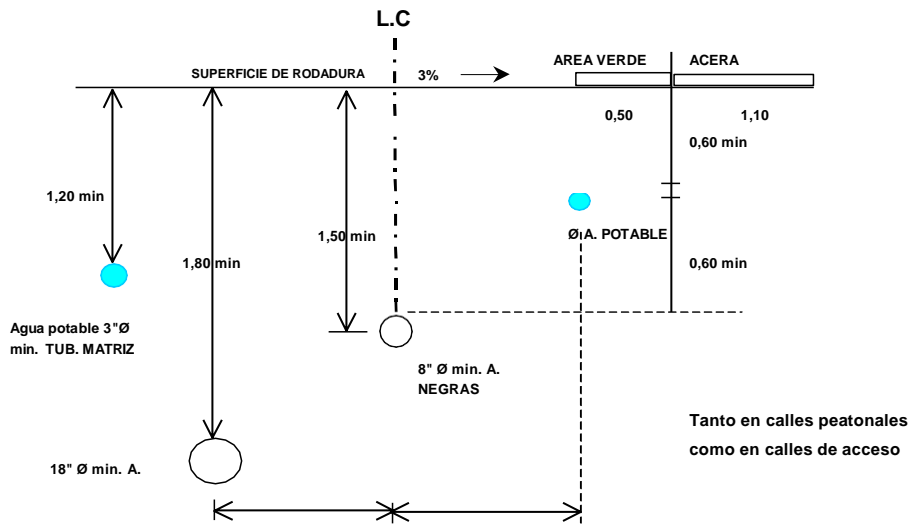 L.C
AREA VERDE
ACERA
SUPERFICIE DE RODADURA
3%
0,50
1,10
0,60 min
1,20 min
1,50 min
Ø A. POTABLE
1,80 min
0,60 min
Agua potable 3"Ø
min. TUB. MATRIZ
8" Ø min. A.
NEGRAS
Tanto en calles peatonales
como en calles de acceso
18" Ø min. A.